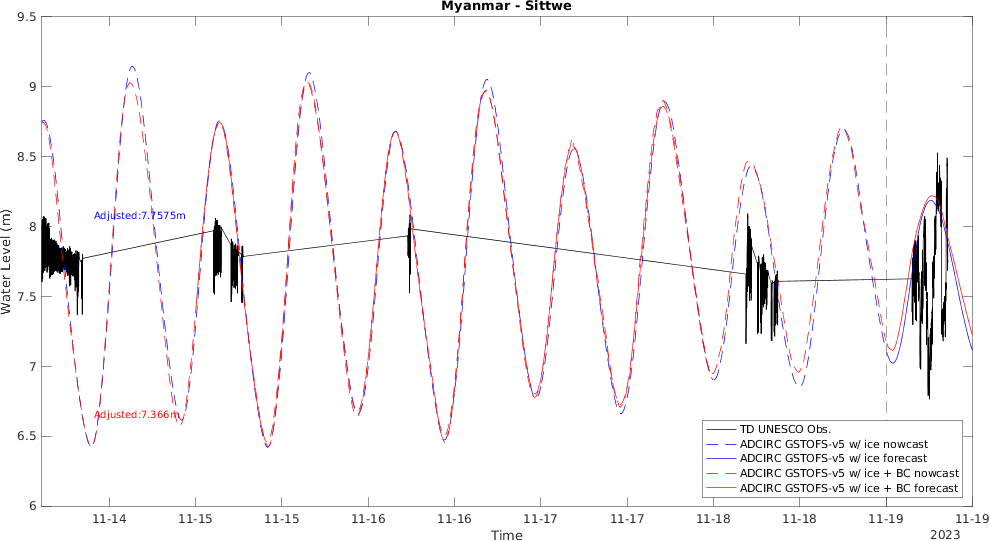 Myanmar - Sittwe
9.5
9
8.5
8
7.5
7
6.5
6
Water Level (m)
Adjusted:7.7575m
Adjusted:7.366m
TD UNESCO Obs.
ADCIRC GSTOFS-v5 w/ ice nowcast
ADCIRC GSTOFS-v5 w/ ice forecast
ADCIRC GSTOFS-v5 w/ ice + BC nowcast
ADCIRC GSTOFS-v5 w/ ice + BC forecast
11-14 11-15 11-15 11-16 11-16 11-17 11-17 11-18 11-18 11-19 11-19
Time
2023